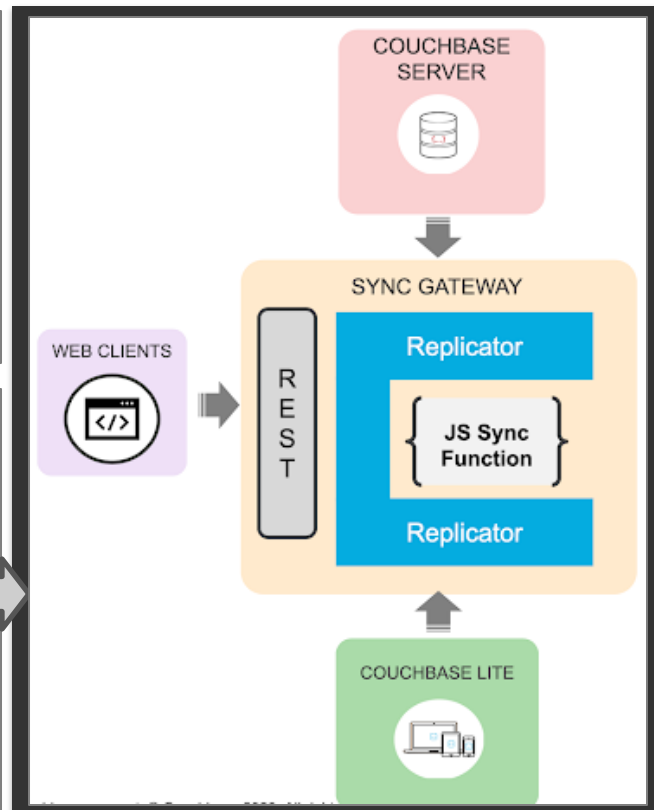 COUCHBASE
SERVER
SYNC GATEWAY
WEB CLIENTS
</>
R
E
S
T
Replicator
{ JS Sync
Function }
Replicator
COUCHBASE LITE